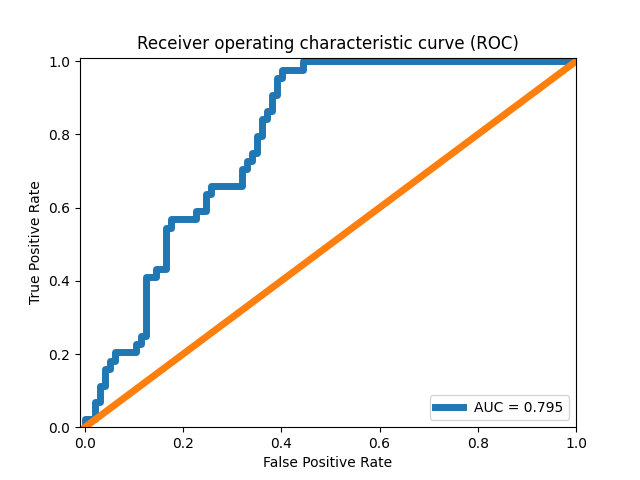 Receiver operating characteristic curve (ROC)
True Positive Rate
1.0
0.8
0.6
0.4
0.2
0.0
AUC = 0.795
0.0 0.2 0.4 0.6 0.8 1.0
False Positive Rate